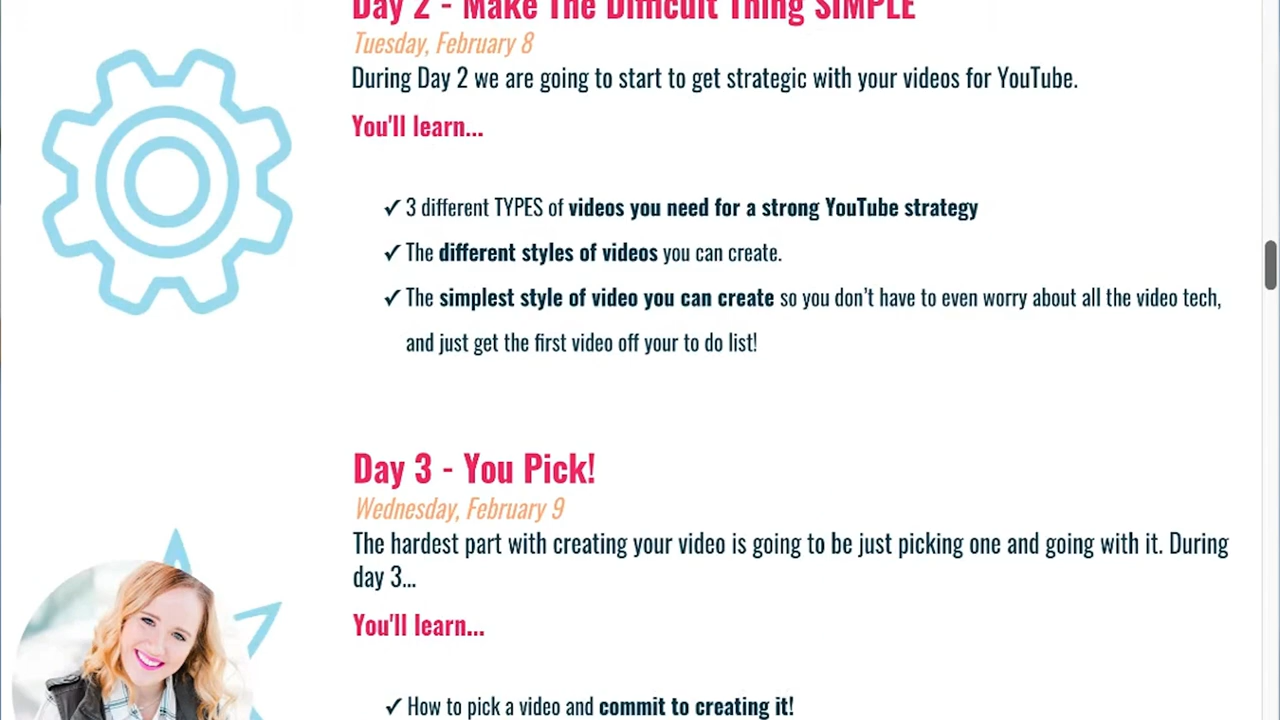 Day 2 - Make The Difficult Thing SIMPLE
Tuesday, February 8
During Day 2 we are going to start to get strategic with your videos for YouTube.
You'll learn...
✓ 3 different TYPES of videos you need for a strong YouTube strategy
✓ The different styles of videos you can create.
✓ The simplest style of video you can create so you don’t have to even worry about all the video tech,
and just get the first video off your to do list!
Day 3 - You Pick!
Wednesday, February 9
The hardest part with creating your video is going to be just picking one and going with it. During
day 3...
You'll learn...
✓ How to pick a video and commit to creating it!